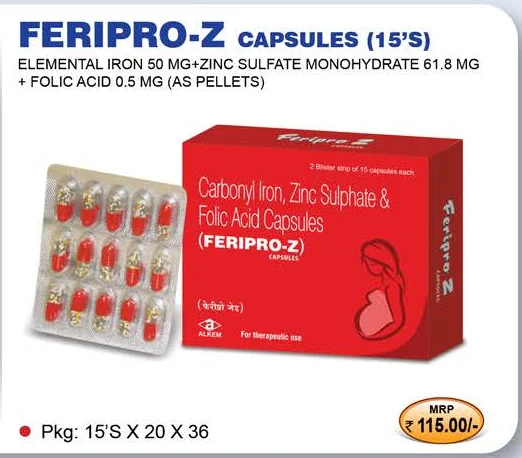 FERIPRO-Z CAPSULES (15'S)
ELEMENTAL IRON 50 MG+ZINC SULFATE MONOHYDRATE 61.8 MG
+ FOLIC ACID 0.5 MG (AS PELLETS)
Feripro Z
2 Blister strip of 15 capsules each
Carbonyl Iron, Zinc Sulphate &
Folic Acid Capsules
(FERIPRO-Z)
CAPSULES
(केरीप्रो जेड)
ALKEM
For therapeutic use
Feripro Z
CAPSULES
Pkg: 15'S X 20 X 36
MRP
₹ 115.00/-